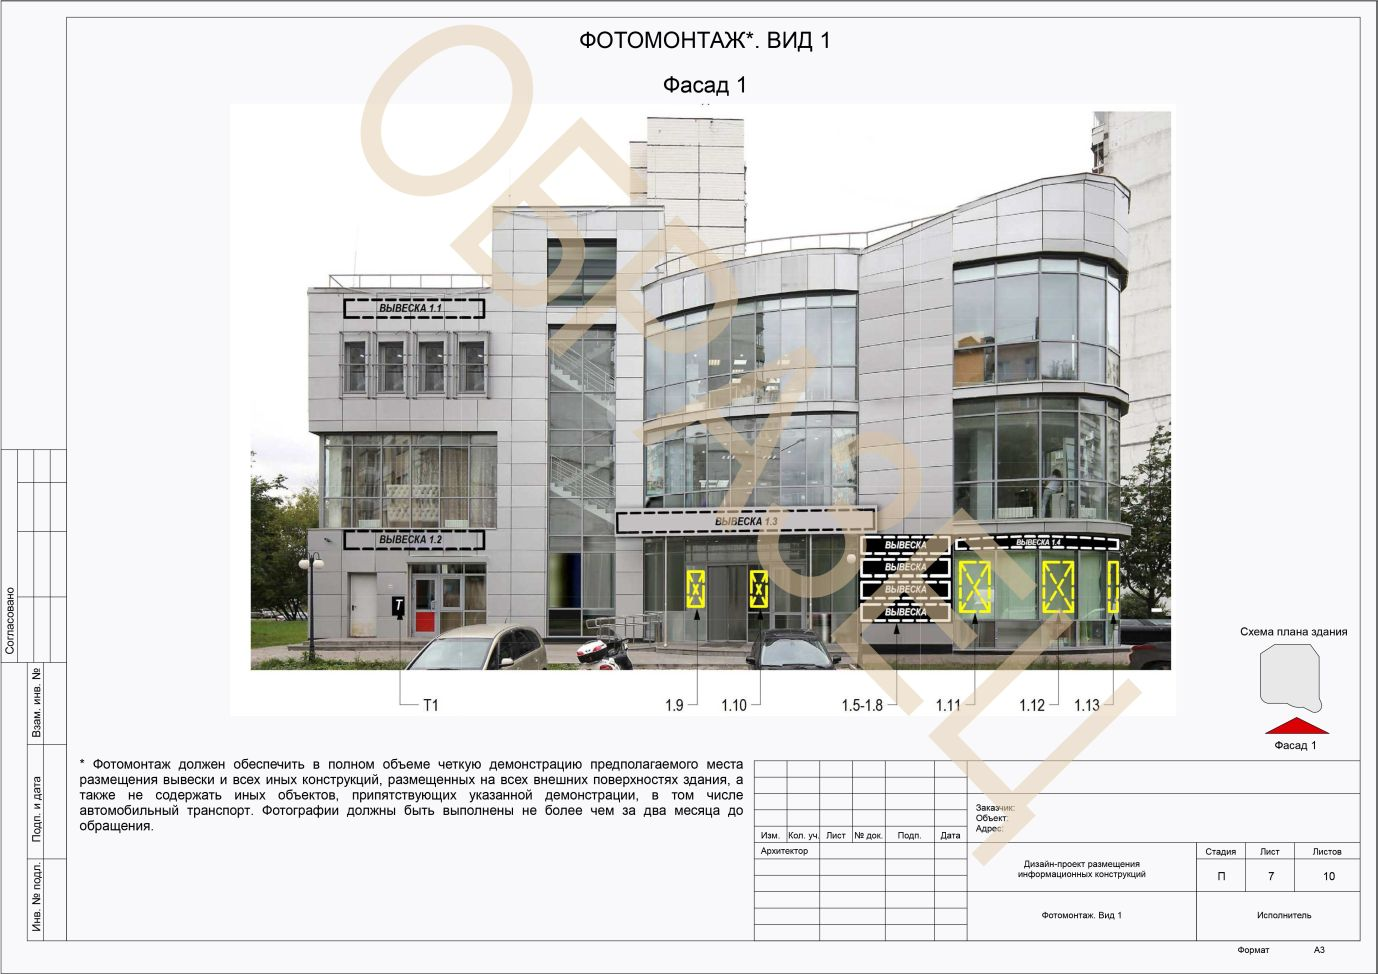 ФОТОМОНТАЖ*. ВИД 1
Фасад 1
ОБРАЗЕЦ
ВЫВЕСКА 1.1
ВЫВЕСКА 1.2
ВЫВЕСКА 1.3
ВЫВЕСКА
ВЫВЕСКА
ВЫВЕСКА
ВЫВЕСКА
ВЫВЕСКА 1.4
Т
Т1
1.9
1.10
1.5-1.8
1.11
1.12
1.13
Схема плана здания
Фасад 1
* Фотомонтаж должен обеспечить в полном объеме четкую демонстрацию предполагаемого места
размещения вывески и всех иных конструкций, размещенных на всех внешних поверхностях здания, а
также не содержать иных объектов, припятствующих указанной демонстрации, в том числе
автомобильный транспорт. Фотографии должны быть выполнены не более чем за два месяца до
обращения.
Согласовано
Взам. инв. №
Подп. и дата
Инв. № подл.
Изм. Кол. уч. Лист № док. Подп. Дата
Архитектор
Заказчик:
Объект:
Адрес:
Дизайн-проект размещения
информационных конструкций
Стадия Лист Листов
П 7 10
Фотомонтаж. Вид 1
Исполнитель
Формат А3